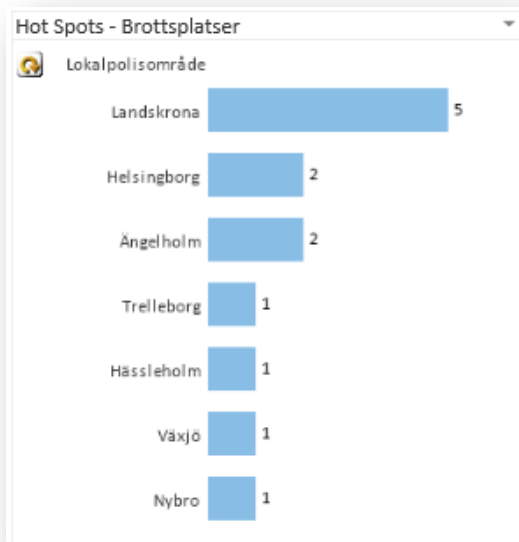 Hot Spots - Brottsplatser
Lokalpolisområde
Landskrona 5
Helsingborg 2
Ängelholm 2
Trelleborg 1
Hässleholm 1
Växjö 1
Nybro 1